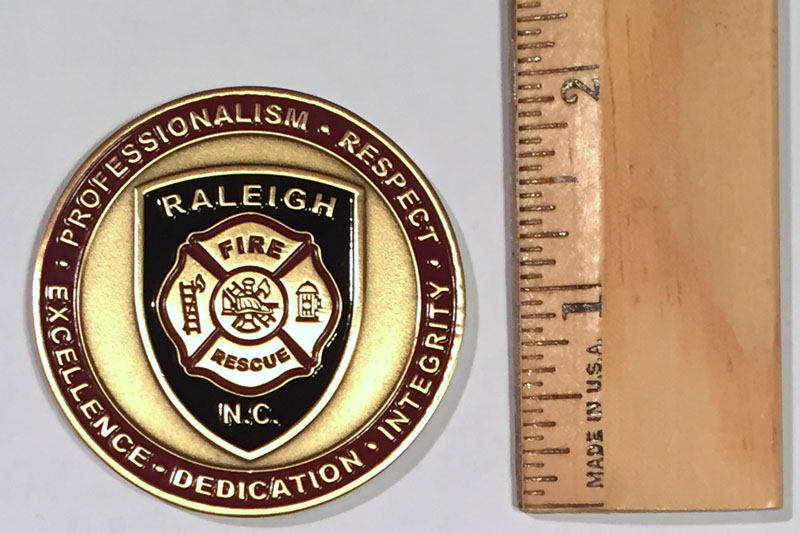 PROFESSIONALISM • RESPECT • INTEGRITY • DEDICATION • EXCELLENCE •
RALEIGH
FIRE
RESCUE
N.C.
2
1
MADE IN U.S.A.